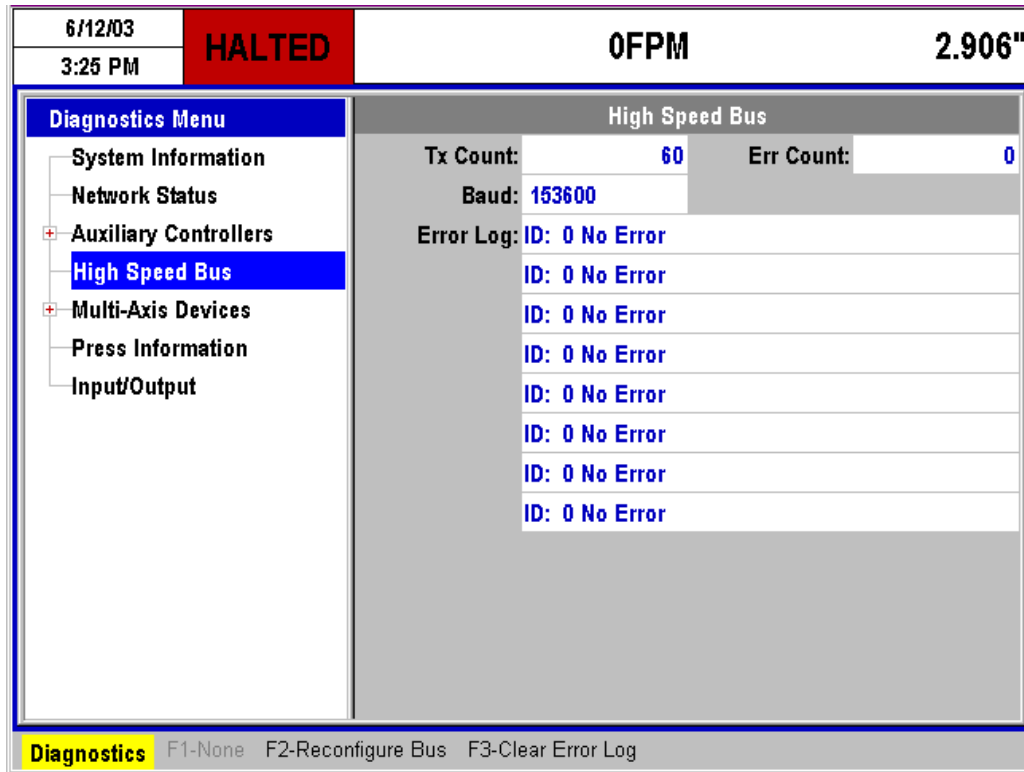 6/12/03
3:25 PM
HALTED
0FPM
2.906"
Diagnostics Menu
System Information
Network Status
Auxiliary Controllers
High Speed Bus
Multi-Axis Devices
Press Information
Input/Output
High Speed Bus
Tx Count: 60 Err Count: 0
Baud: 153600
Error Log: ID: 0 No Error
ID: 0 No Error
ID: 0 No Error
ID: 0 No Error
ID: 0 No Error
ID: 0 No Error
ID: 0 No Error
ID: 0 No Error
Diagnostics F1-None F2-Reconfigure Bus F3-Clear Error Log